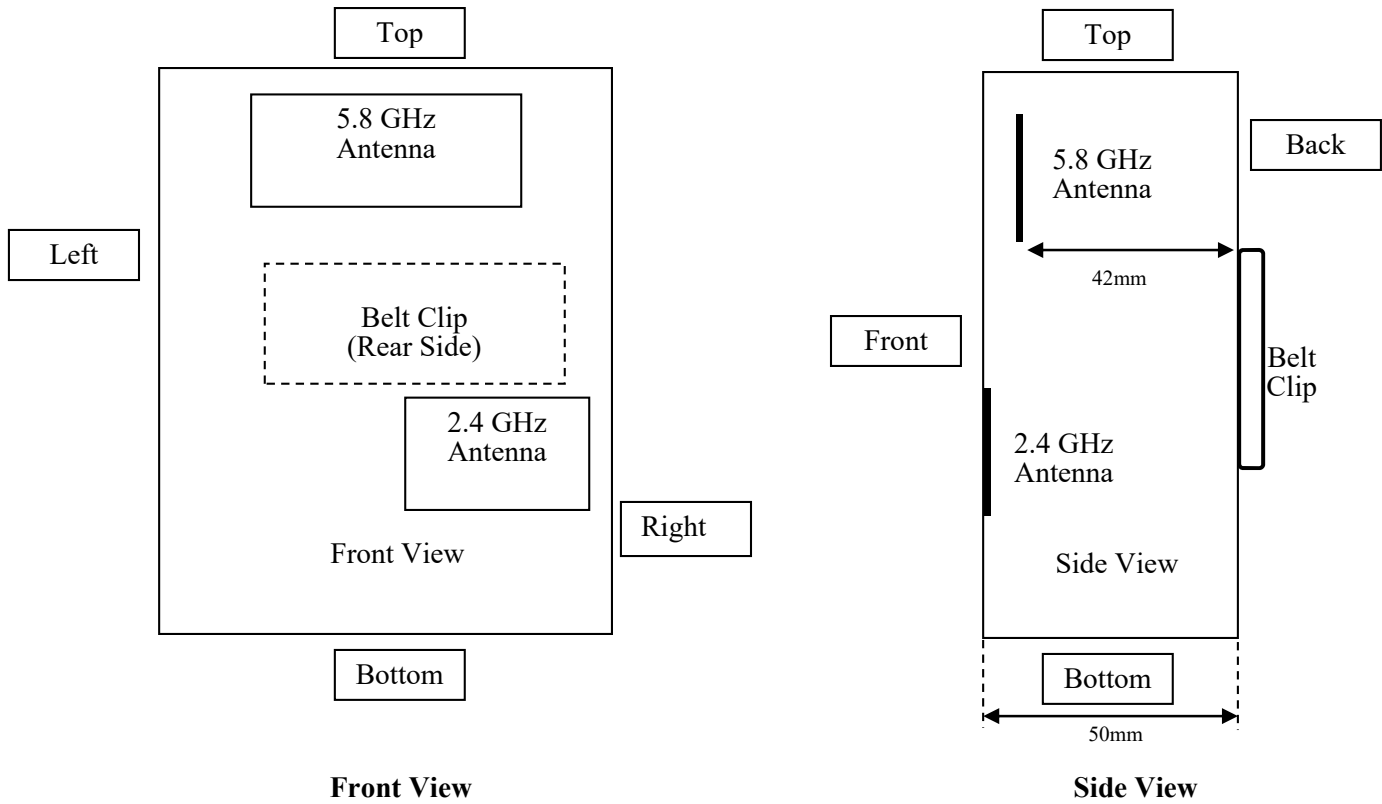 Top
5.8 GHz
Antenna
Left
Belt Clip
(Rear Side)
2.4 GHz
Antenna
Right
Front View
Bottom
Front View
Top
Back
5.8 GHz
Antenna
42mm
Front
Belt
Clip
2.4 GHz
Antenna
Side View
Bottom
50mm
Side View